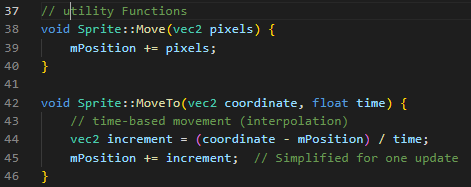 37 // utility Functions
38 void Sprite::Move(vec2 pixels) {
39     mPosition += pixels;
40 }
41
42 void Sprite::MoveTo(vec2 coordinate, float time) {
43     // time-based movement (interpolation)
44     vec2 increment = (coordinate - mPosition) / time;
45     mPosition += increment;  // Simplified for one update
46 }